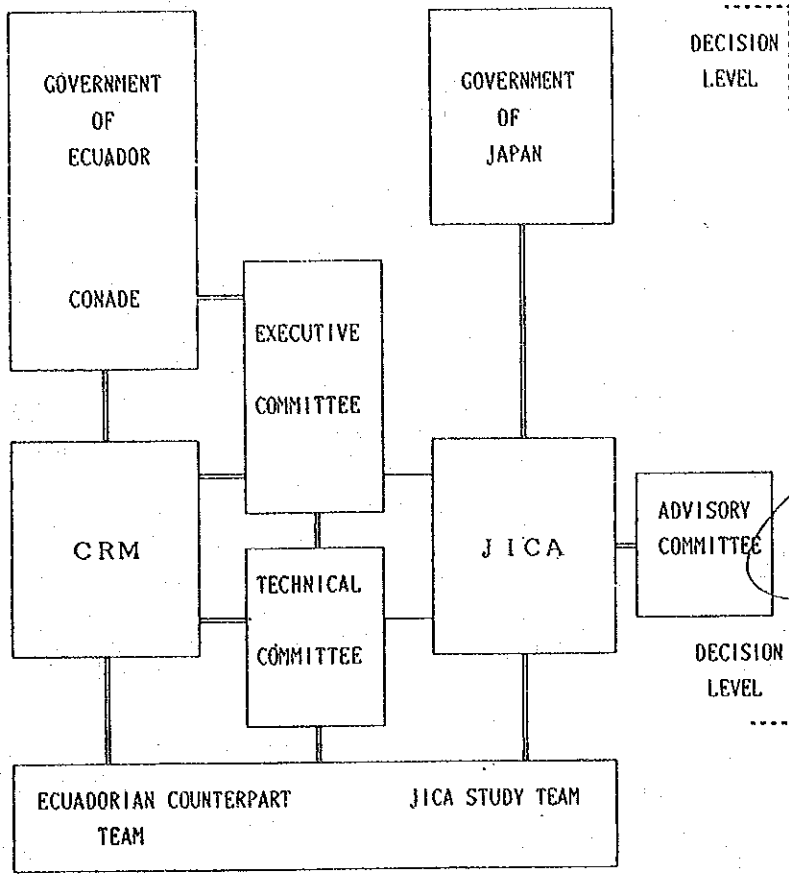 GOVERNMENT
OF
ECUADOR
CONADE
GOVERNMENT
OF
JAPAN
DECISION
LEVEL
EXECUTIVE
COMMITTEE
CRM
TECHNICAL
COMMITTEE
JICA
ADVISORY
COMMITTEE
DECISION
LEVEL
ECUADORIAN COUNTERPART
TEAM
JICA STUDY TEAM